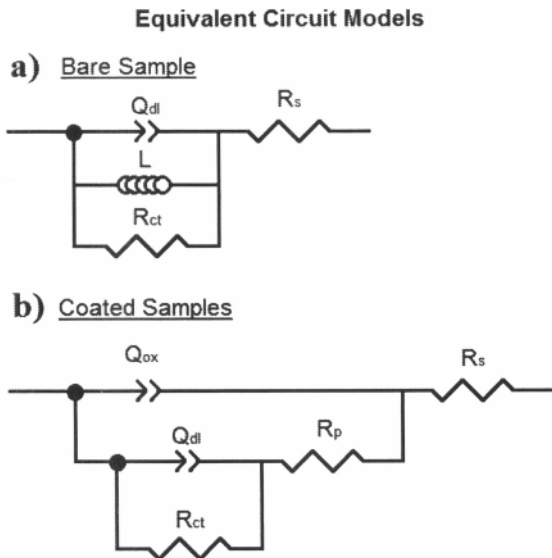 Equivalent Circuit Models
a) Bare Sample
Qdl
Rs
L
Rct
b) Coated Samples
Qox
Rs
Qdl
Rp
Rct